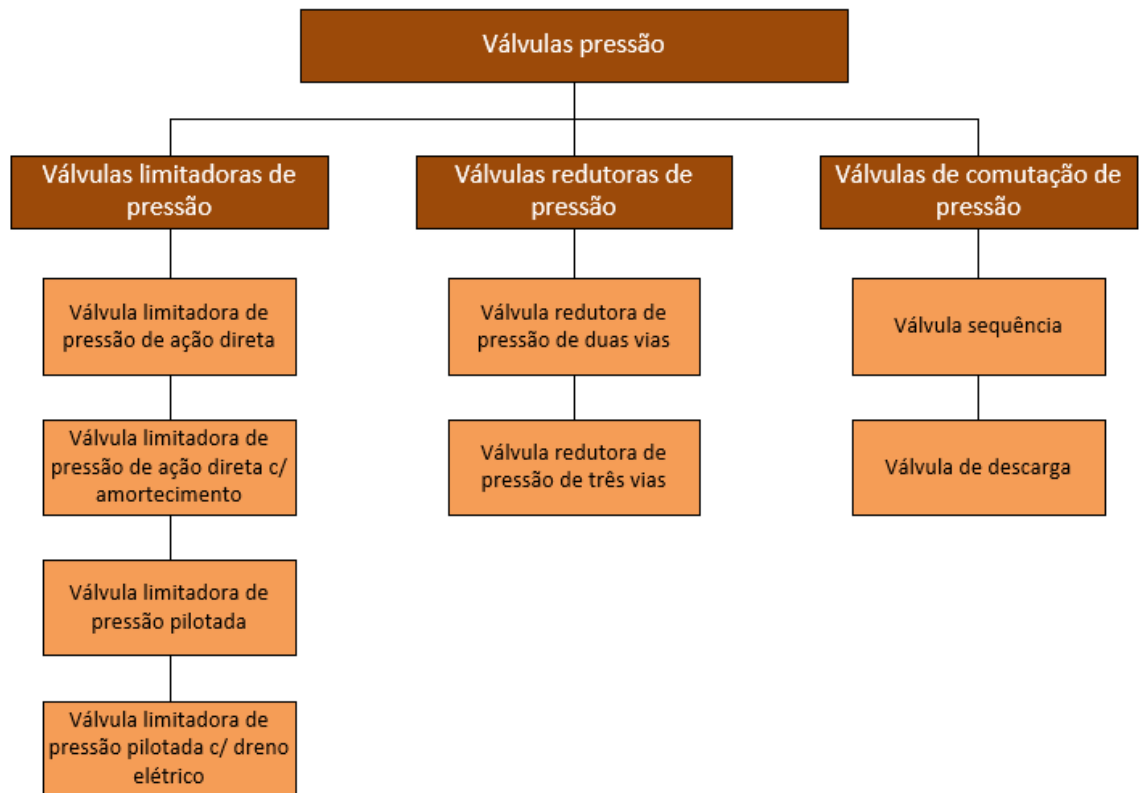 Válvulas pressão
Válvulas limitadoras de
pressão
Válvulas redutoras de
pressão
Válvulas de comutação de
pressão
Válvula limitadora de
pressão de ação direta
Válvula redutora de
pressão de duas vias
Válvula sequência
Válvula limitadora de
pressão de ação direta c/
amortecimento
Válvula redutora de
pressão de três vias
Válvula de descarga
Válvula limitadora de
pressão pilotada
Válvula limitadora de
pressão pilotada c/ dreno
elétrico